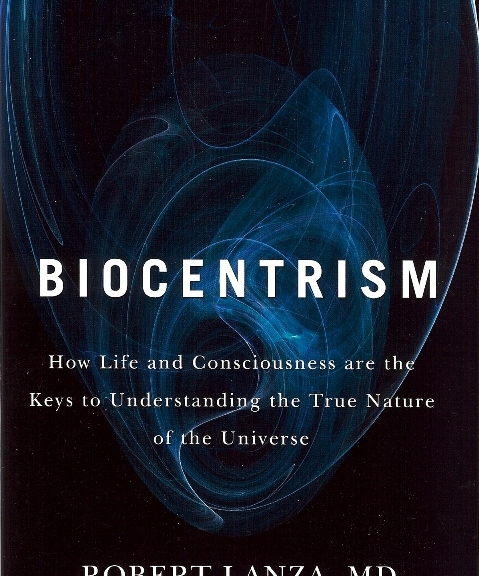 BIOCENTRISM
How Life and Consciousness are the
Keys to Understanding the True Nature
of the Universe
ROBERT LANZA, MD